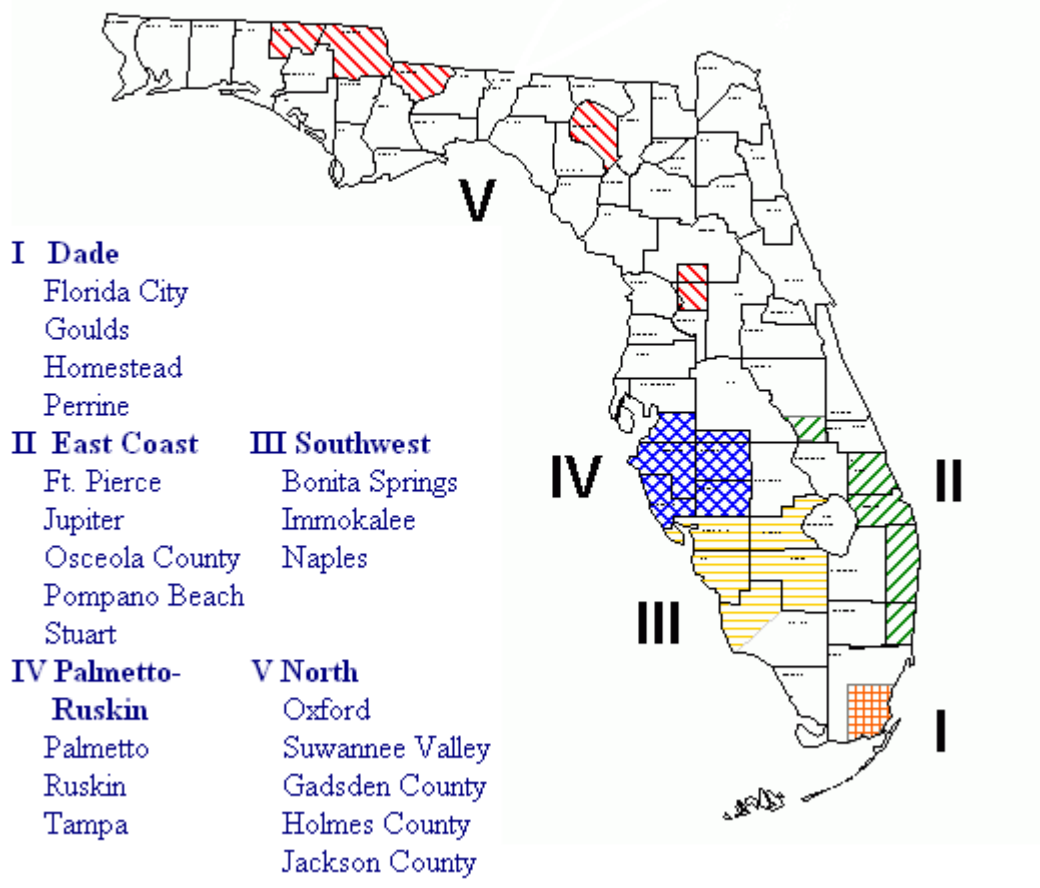 V
I Dade
Florida City
Goulds
Homestead
Perrine
II East Coast
Ft. Pierce
Jupiter
Osceola County
Pompano Beach
Stuart
III Southwest
Bonita Springs
Immokalee
Naples
IV Palmetto-
Ruskin
Palmetto
Ruskin
Tampa
V North
Oxford
Suwannee Valley
Gadsden County
Holmes County
Jackson County
IV
II
III
I